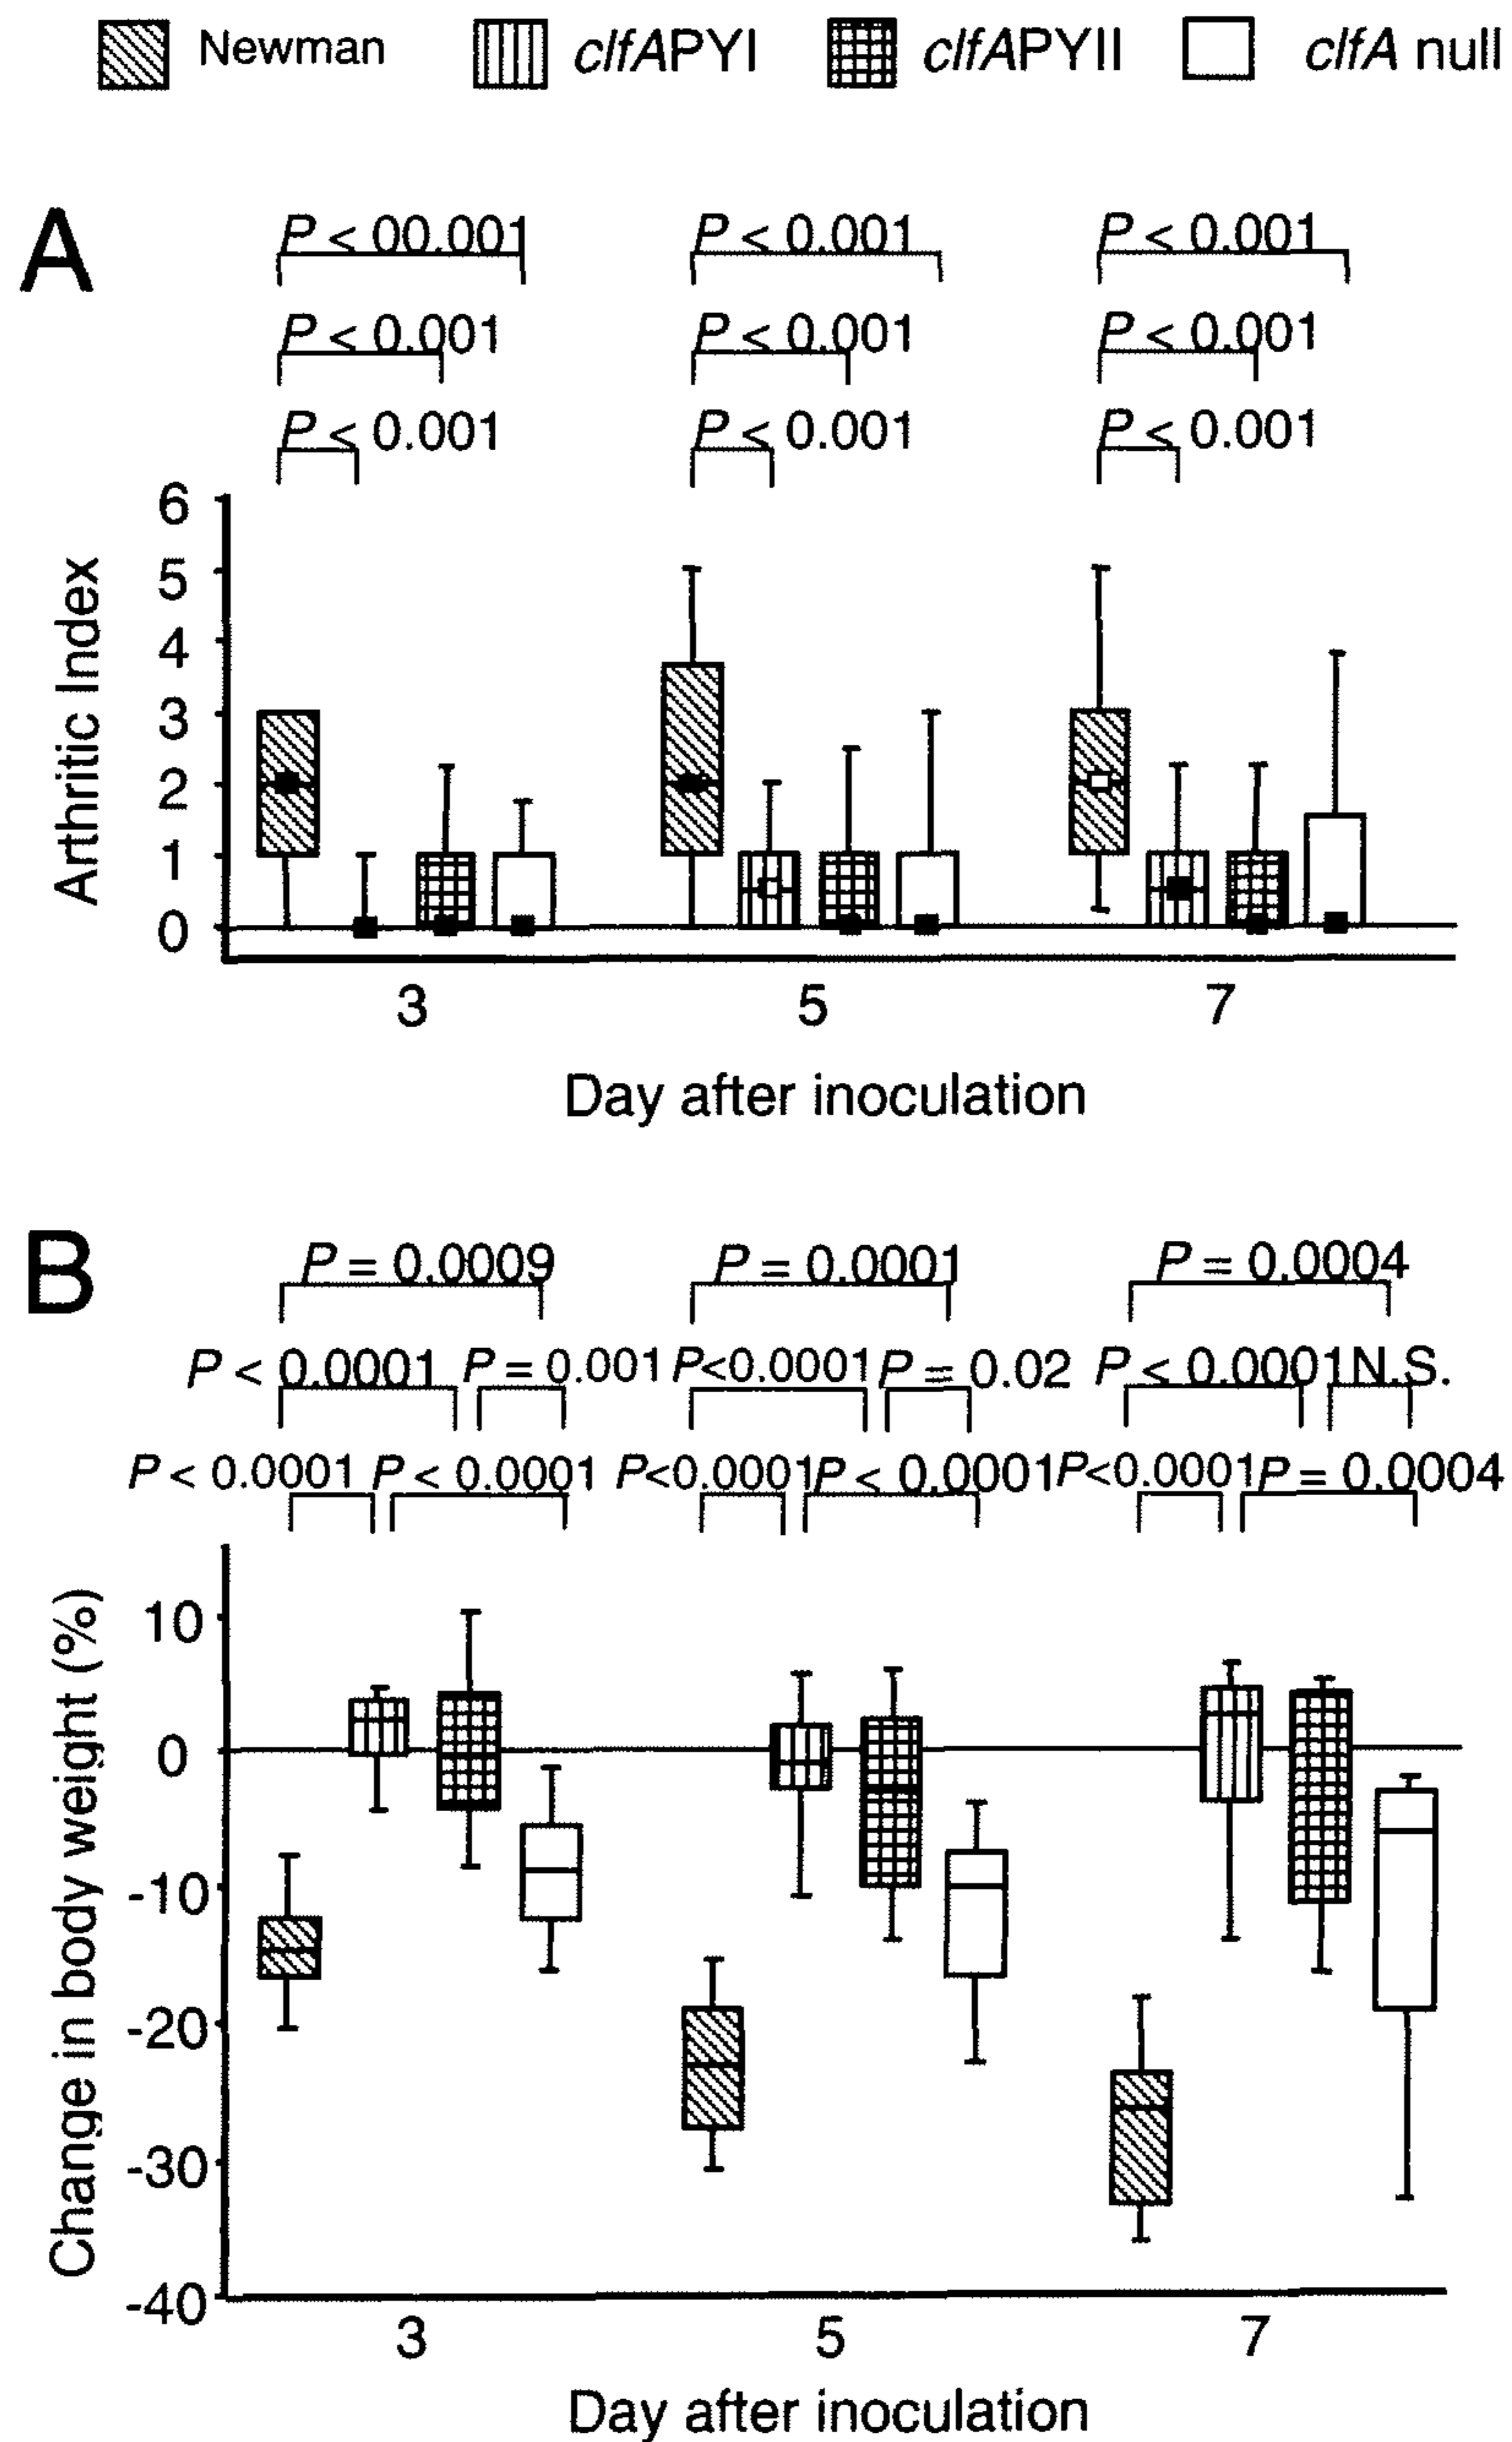 Newman clfAPYI clfAPYII clfA null
A
P < 00.001 P < 0.001 P < 0.001
P < 0.001 P < 0.001 P < 0.001
P < 0.001 P < 0.001 P < 0.001
6
5
4
3
2
1
0
Arthritic Index
3 5 7
Day after inoculation
B
P = 0.0009 P = 0.0001 P = 0.0004
P < 0.0001 P = 0.001 P<0.0001 P = 0.02 P < 0.0001 N.S.
P < 0.0001 P < 0.0001 P<0.0001 P < 0.0001 P<0.0001 P = 0.0004
10
0
-10
-20
-30
-40
Change in body weight (%)
3 5 7
Day after inoculation